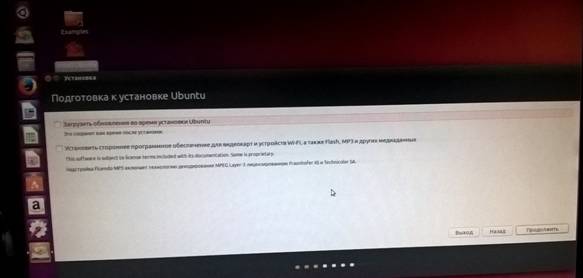 Examples
Установка
Подготовка к установке Ubuntu
Загрузить обновления во время установки Ubuntu
Это сохранит вам время после установки.
Установить стороннее программное обеспечение для видеокарт и устройств Wi-Fi, а также Flash, MP3 и других медиаданных
This software is subject to license terms included with its documentation. Some is proprietary.
Надстройка Fluendo MP3 включает технологию декодирования MPEG Layer-3 лицензированную Fraunhofer IIS и Technicolor SA.
Выход
Назад
Продолжить